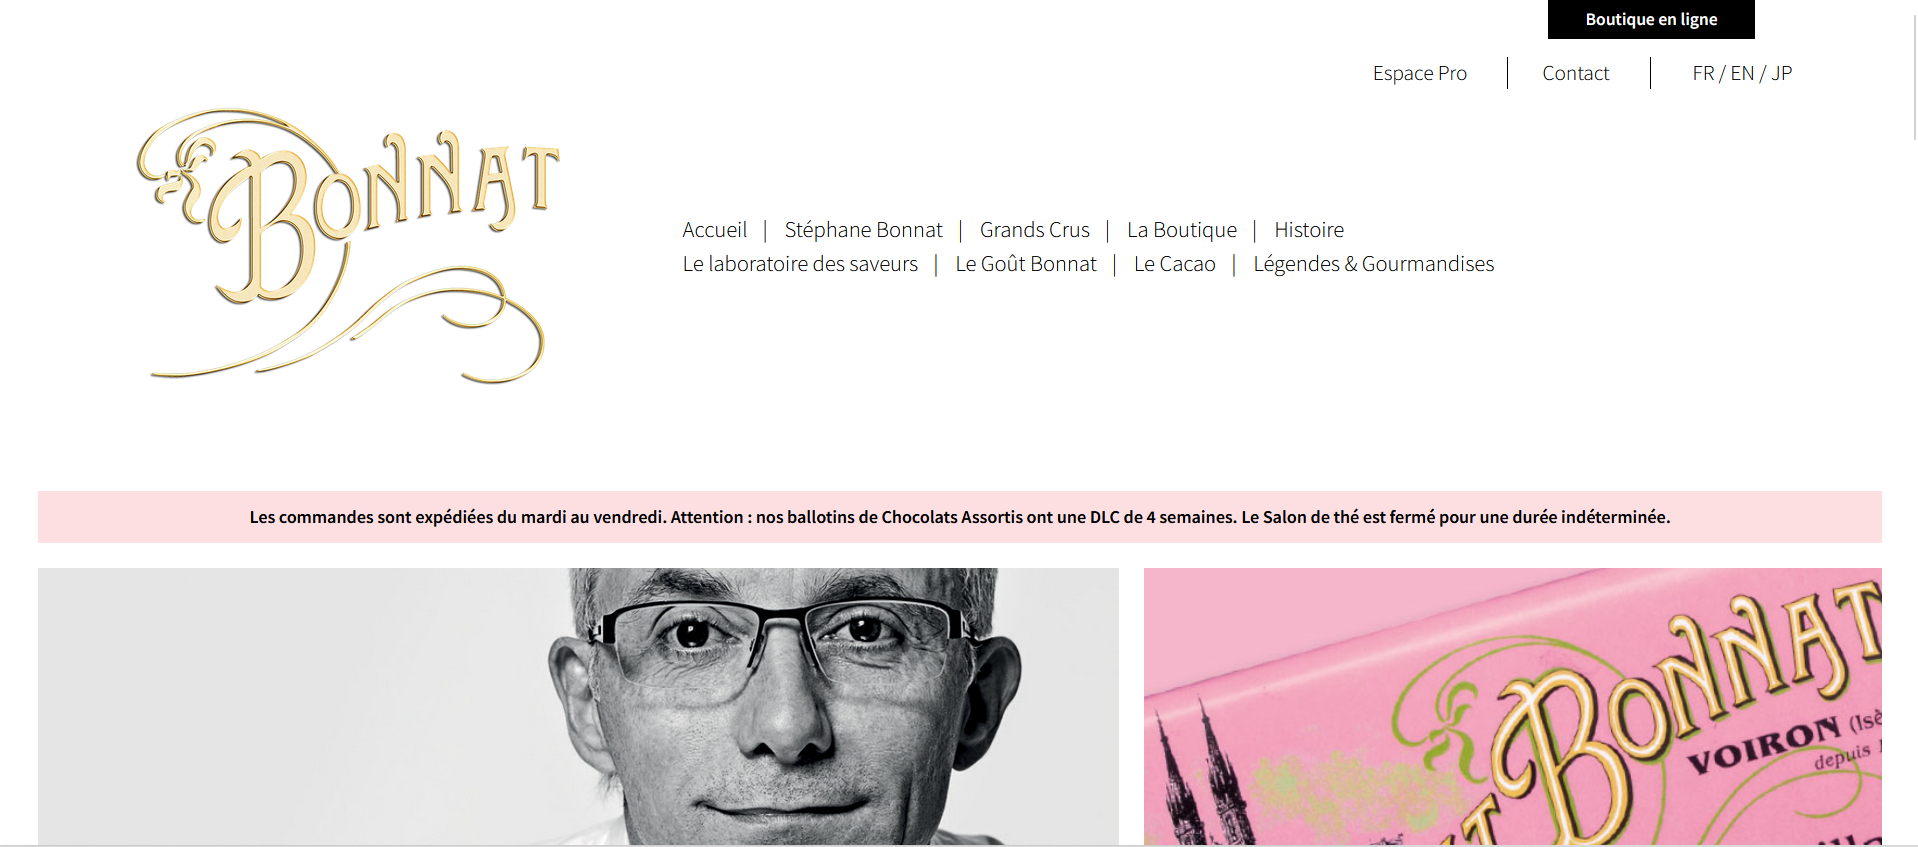 Boutique en ligne
Espace Pro | Contact | FR / EN / JP
BONNAT
Accueil | Stéphane Bonnat | Grands Crus | La Boutique | Histoire
Le laboratoire des saveurs | Le Goût Bonnat | Le Cacao | Légendes & Gourmandises
Les commandes sont expédiées du mardi au vendredi. Attention : nos ballotins de Chocolats Assortis ont une DLC de 4 semaines. Le Salon de thé est fermé pour une durée indéterminée.
BONNAT
VOIRON (Isè
depuis